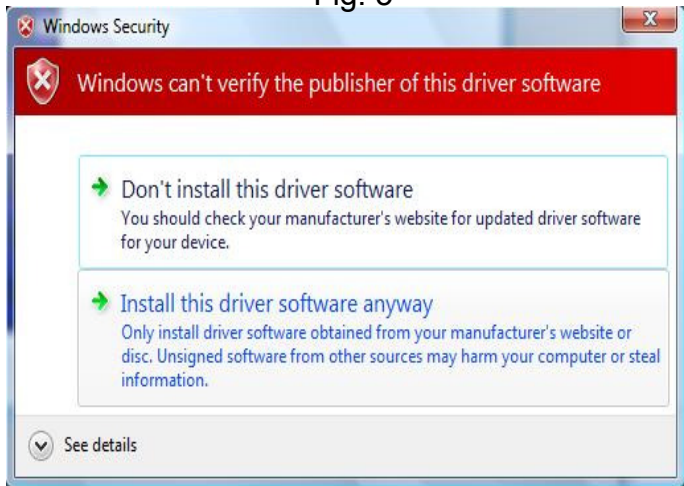 Windows Security
Windows can't verify the publisher of this driver software
Don't install this driver software
You should check your manufacturer's website for updated driver software
for your device.
Install this driver software anyway
Only install driver software obtained from your manufacturer's website or
disc. Unsigned software from other sources may harm your computer or steal
information.
See details